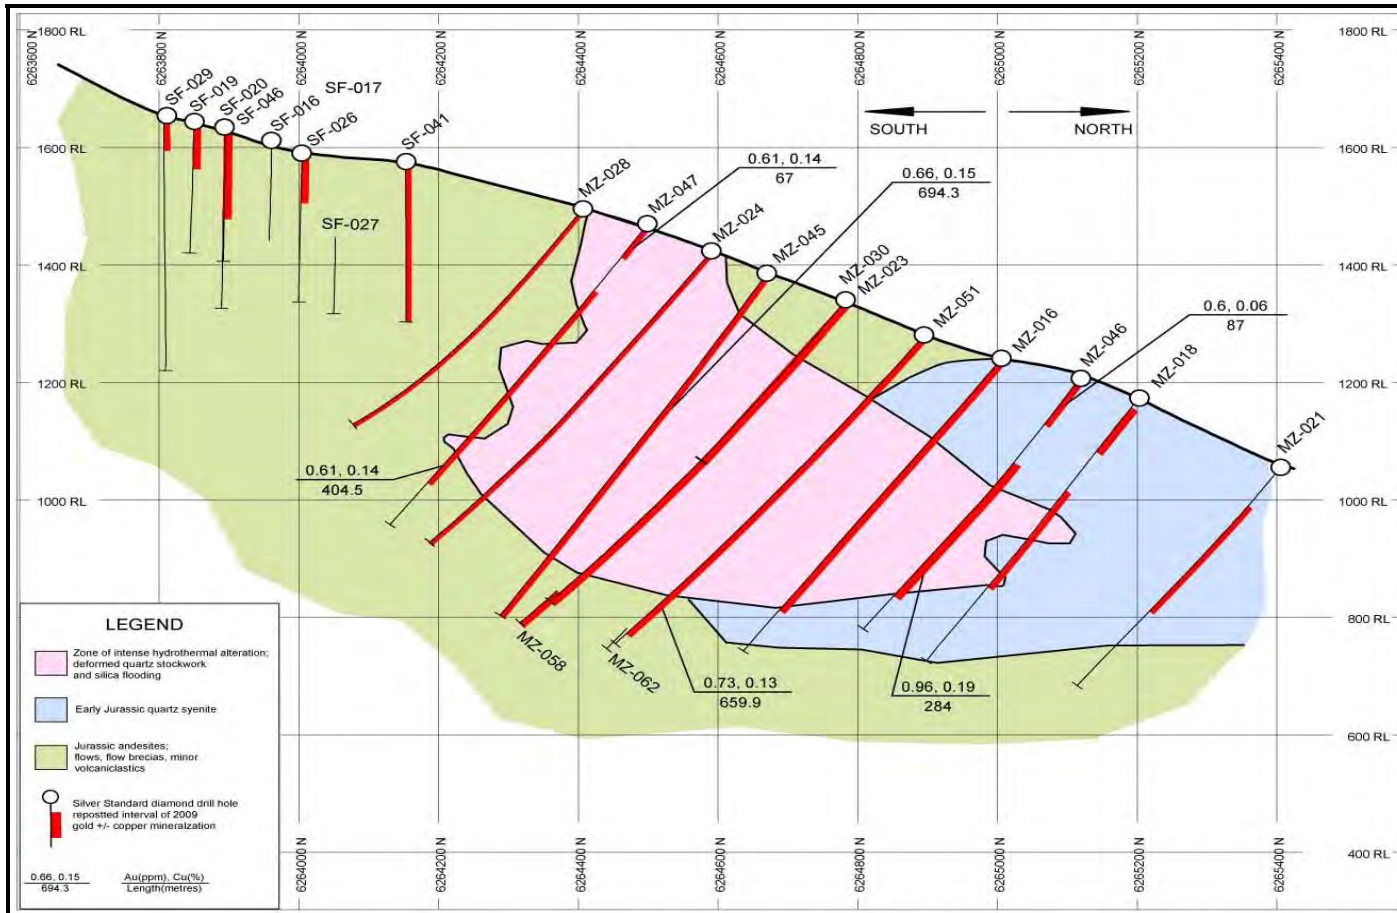 1800 RL
1800 RL
1600 RL
1600 RL
1400 RL
1400 RL
1200 RL
1200 RL
1000 RL
1000 RL
800 RL
800 RL
600 RL
600 RL
400 RL
6263600 N
6263800 N
6264000 N
6264200 N
6264400 N
6264600 N
6264800 N
6265000 N
6265200 N
6265400 N
SF-029
SF-019
SF-020
SF-046
SF-016
SF-017
SF-026
SF-041
SF-027
MZ-028
MZ-047
MZ-024
MZ-045
MZ-030
MZ-023
MZ-051
MZ-016
MZ-046
MZ-018
MZ-021
SOUTH
NORTH
0.61, 0.14
67
0.66, 0.15
694.3
0.6, 0.06
87
0.61, 0.14
404.5
MZ-058
MZ-062
0.73, 0.13
659.9
0.96, 0.19
284
LEGEND
Zone of intense hydrothermal alteration;
deformed quartz stockwork
and silica flooding
Early Jurassic quartz syenite
Jurassic andesites;
flows, flow brecias, minor
volcaniclastics
Silver Standard diamond drill hole
repostted interval of 2009
gold +/- copper mineralzation
0.66, 0.15
694.3
Au(ppm), Cu(%)
Length(metres)
6264000 N
6264200 N
6264400 N
6264600 N
6264800 N
6265000 N
6265200 N
6265400 N